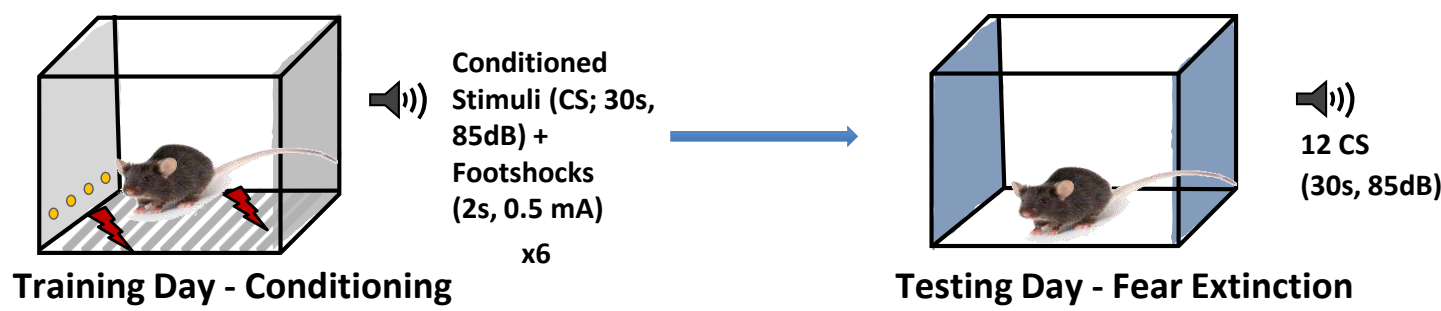 Conditioned
Stimuli (CS; 30s,
85dB) +
Footshocks
(2s, 0.5 mA)
x6
Training Day - Conditioning
12 CS
(30s, 85dB)
Testing Day - Fear Extinction